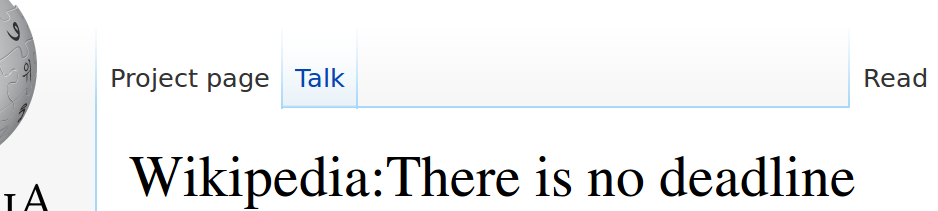 Project page Talk Read
Wikipedia:There is no deadline